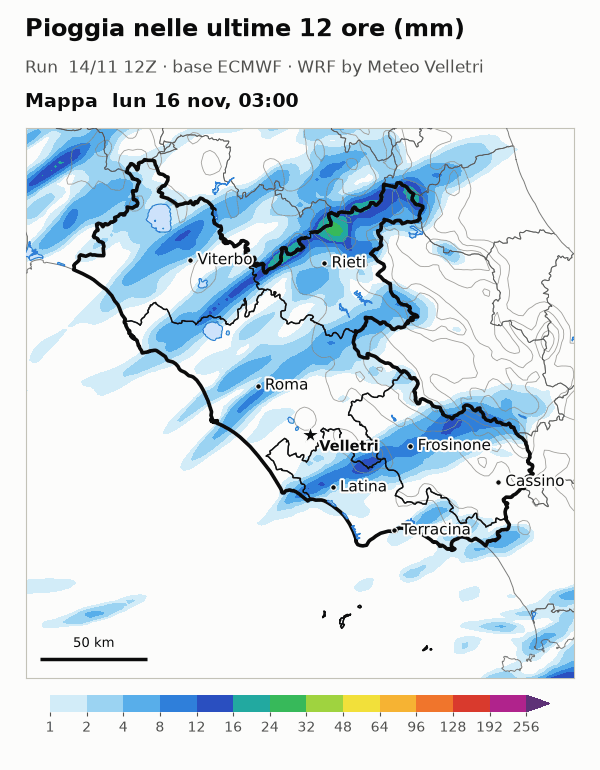 Pioggia nelle ultime 12 ore (mm)
Run  14/11 12Z · base ECMWF · WRF by Meteo Velletri
Mappa  lun 16 nov, 03:00
Viterbo
Rieti
Roma
Velletri
Frosinone
Cassino
Latina
Terracina
50 km
1 2 4 8 12 16 24 32 48 64 96 128 192 256